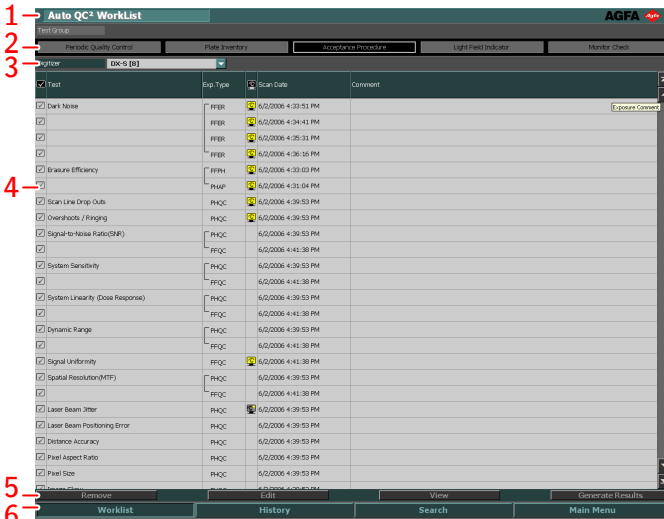 1 Auto QC² WorkList AGFA
Test Group
2 Periodic Quality Control Plate Inventory Acceptance Procedure Light Field Indicator Monitor Check
3 Digitizer DX-S [8]
Test Exp.Type Scan Date Comment
Dark Noise FFER 6/2/2006 4:33:51 PM Exposure Comment
FFER 6/2/2006 4:34:41 PM
FFER 6/2/2006 4:35:31 PM
FFER 6/2/2006 4:36:16 PM
Erasure Efficiency FFPH 6/2/2006 4:33:03 PM
4 PHAP 6/2/2006 4:31:04 PM
Scan Line Drop Outs PHQC 6/2/2006 4:39:53 PM
Overshoots / Ringing PHQC 6/2/2006 4:39:53 PM
Signal-to-Noise Ratio(SNR) PHQC 6/2/2006 4:39:53 PM
FFQC 6/2/2006 4:41:38 PM
System Sensitivity PHQC 6/2/2006 4:39:53 PM
FFQC 6/2/2006 4:41:38 PM
System Linearity (Dose Response) PHQC 6/2/2006 4:39:53 PM
FFQC 6/2/2006 4:41:38 PM
Dynamic Range PHQC 6/2/2006 4:39:53 PM
FFQC 6/2/2006 4:41:38 PM
Signal Uniformity FFQC 6/2/2006 4:41:38 PM
Spatial Resolution(MTF) PHQC 6/2/2006 4:39:53 PM
FFQC 6/2/2006 4:41:38 PM
Laser Beam Jitter PHQC 6/2/2006 4:39:53 PM
Laser Beam Positioning Error PHQC 6/2/2006 4:39:53 PM
Distance Accuracy PHQC 6/2/2006 4:39:53 PM
Pixel Aspect Ratio PHQC 6/2/2006 4:39:53 PM
Pixel Size PHQC 6/2/2006 4:39:53 PM
5 Remove Edit View Generate Results
6 Worklist History Search Main Menu